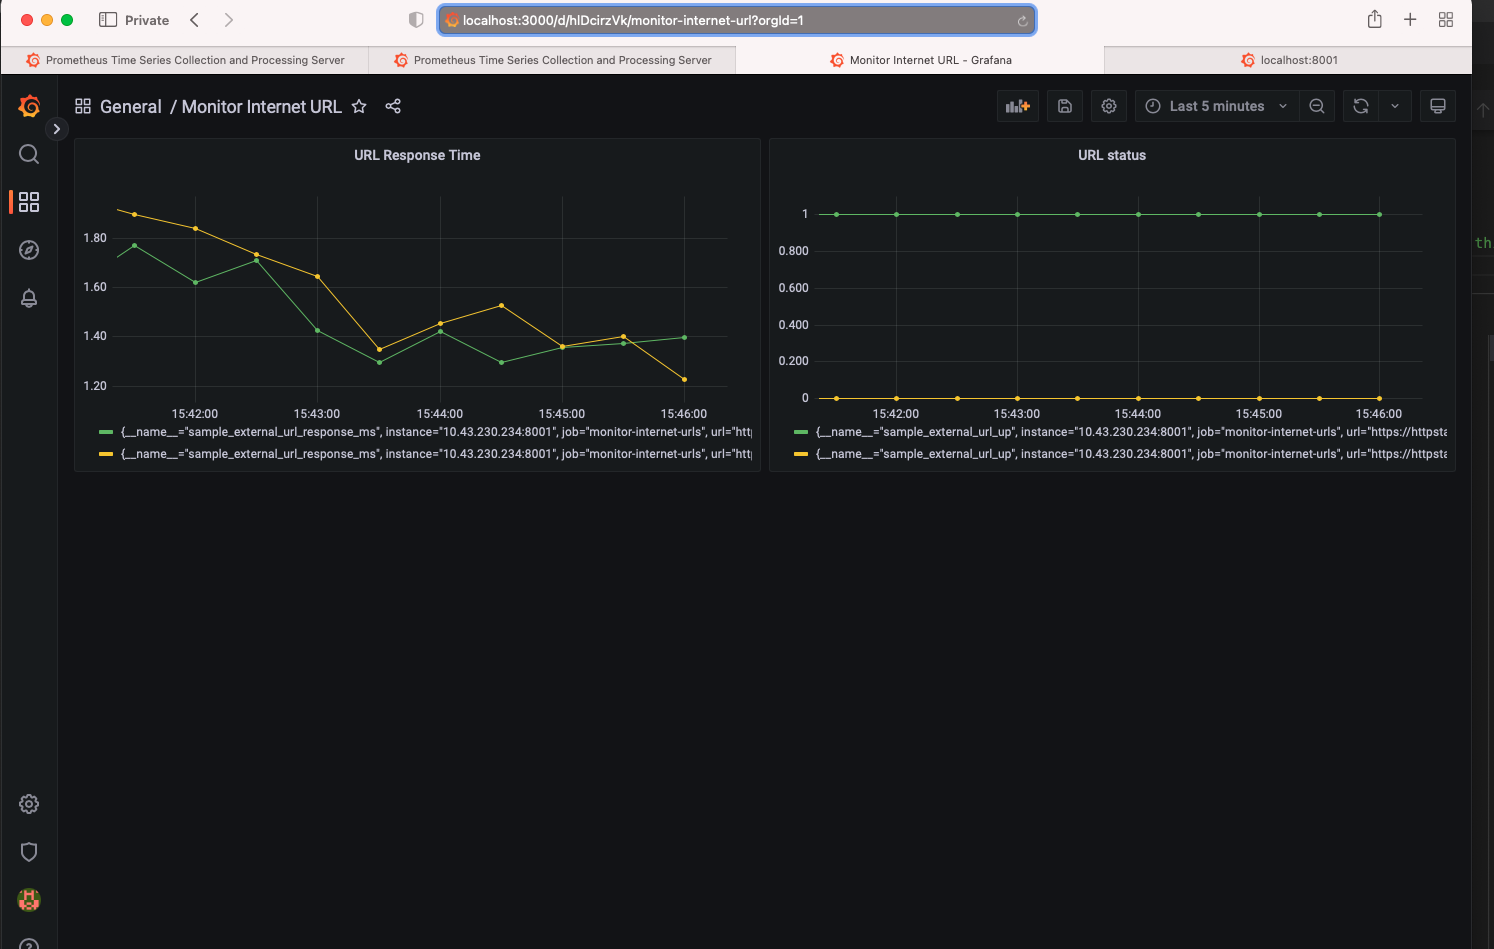 Private
localhost:3000/d/hlDcirzVk/monitor-internet-url?orgId=1
Prometheus Time Series Collection and Processing Server
Prometheus Time Series Collection and Processing Server
Monitor Internet URL - Grafana
localhost:8001
General / Monitor Internet URL
Last 5 minutes
URL Response Time
1.80
1.60
1.40
1.20
15:42:00 15:43:00 15:44:00 15:45:00 15:46:00
{__name__="sample_external_url_response_ms", instance="10.43.230.234:8001", job="monitor-internet-urls", url="htt
{__name__="sample_external_url_response_ms", instance="10.43.230.234:8001", job="monitor-internet-urls", url="htt
URL status
1
0.800
0.600
0.400
0.200
0
15:42:00 15:43:00 15:44:00 15:45:00 15:46:00
{__name__="sample_external_url_up", instance="10.43.230.234:8001", job="monitor-internet-urls", url="https://httpsta
{__name__="sample_external_url_up", instance="10.43.230.234:8001", job="monitor-internet-urls", url="https://httpsta
th